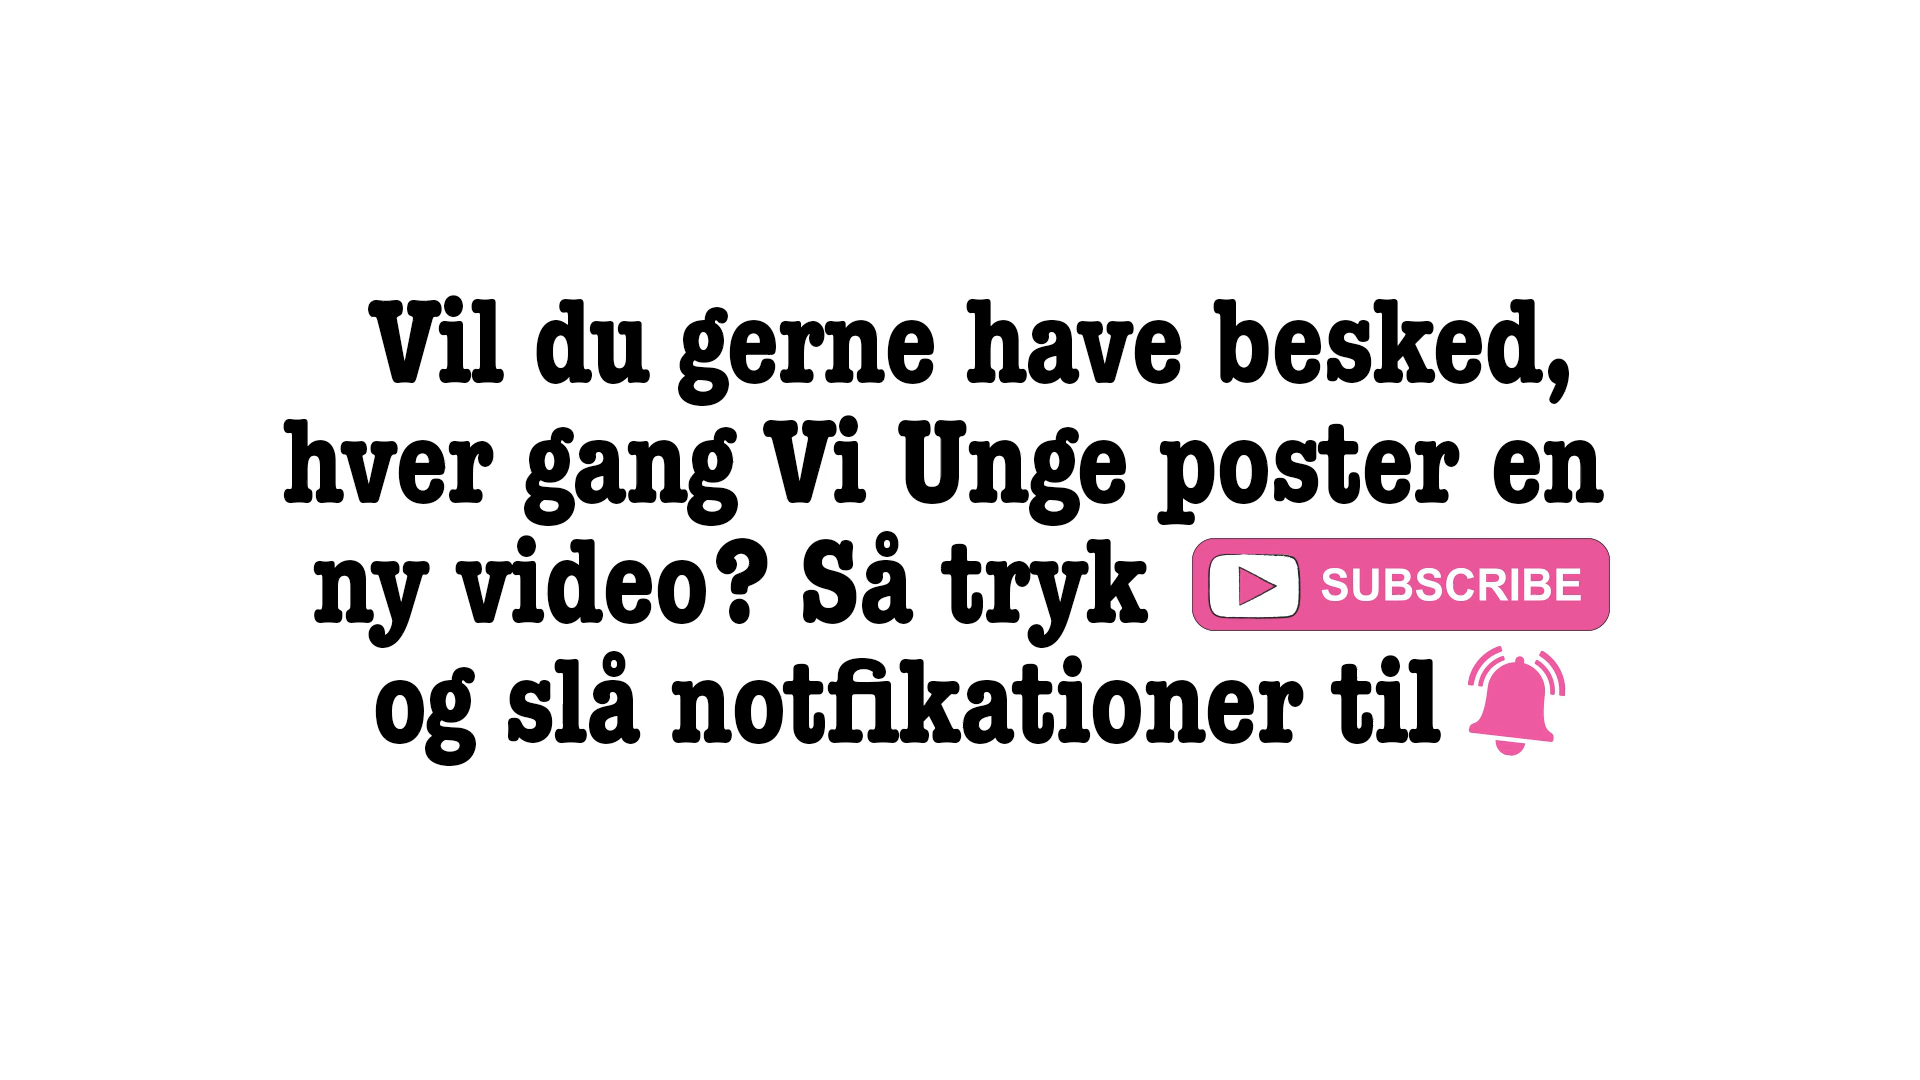 Vil du gerne have besked,
hver gang Vi Unge poster en
ny video? Så tryk SUBSCRIBE
og slå notfikationer til